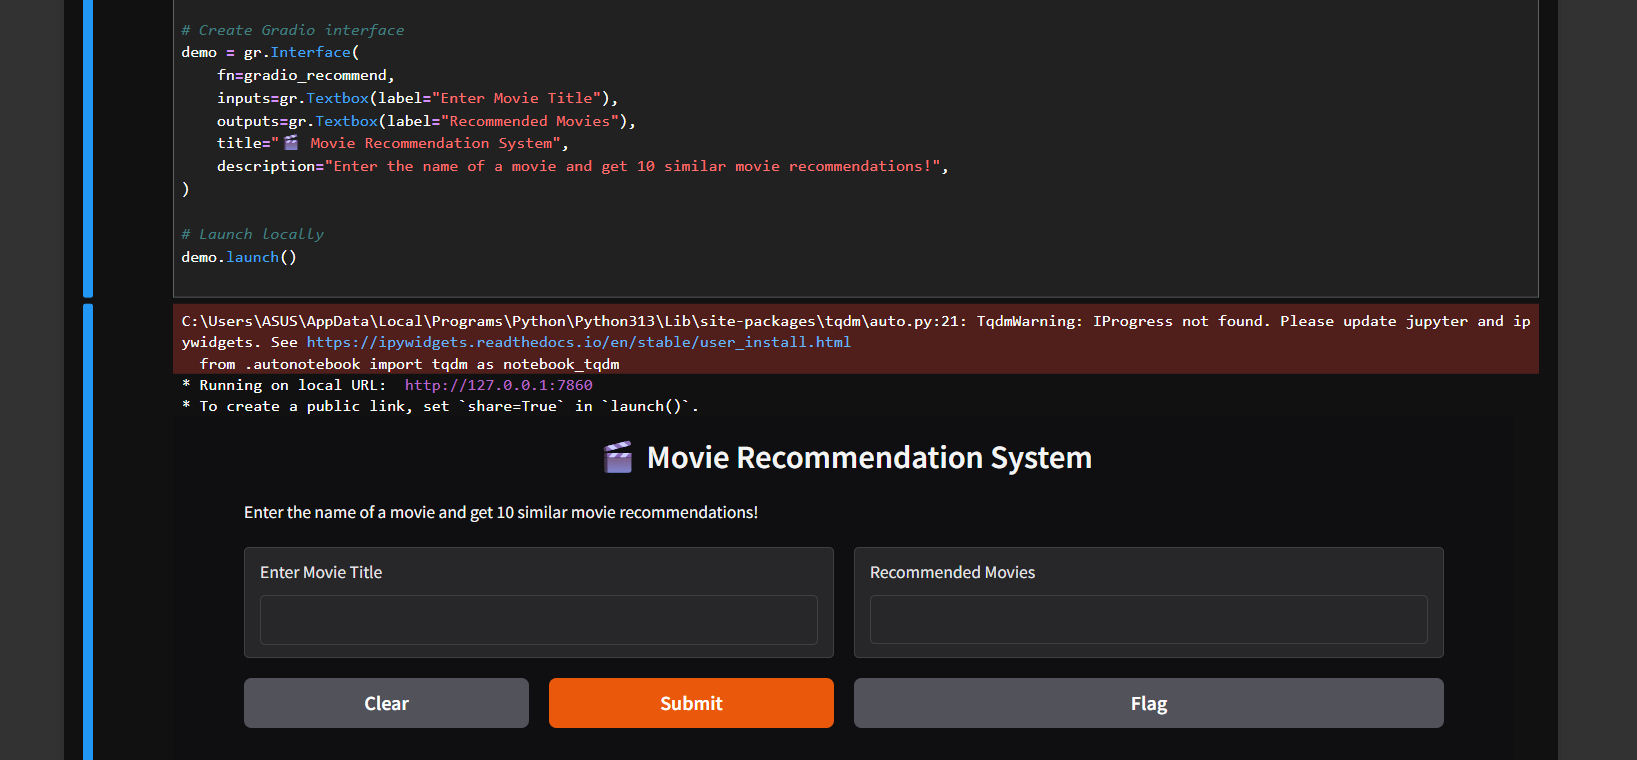 # Create Gradio interface
demo = gr.Interface(
    fn=gradio_recommend,
    inputs=gr.Textbox(label="Enter Movie Title"),
    outputs=gr.Textbox(label="Recommended Movies"),
    title="🎬 Movie Recommendation System",
    description="Enter the name of a movie and get 10 similar movie recommendations!",
)
# Launch locally
demo.launch()
C:\Users\ASUS\AppData\Local\Programs\Python\Python313\Lib\site-packages\tqdm\auto.py:21: TqdmWarning: IProgress not found. Please update jupyter and ip
ywidgets. See https://ipywidgets.readthedocs.io/en/stable/user_install.html
  from .autonotebook import tqdm as notebook_tqdm
* Running on local URL:  http://127.0.0.1:7860
* To create a public link, set `share=True` in `launch()`.
🎬 Movie Recommendation System
Enter the name of a movie and get 10 similar movie recommendations!
Enter Movie Title
Recommended Movies
Clear
Submit
Flag